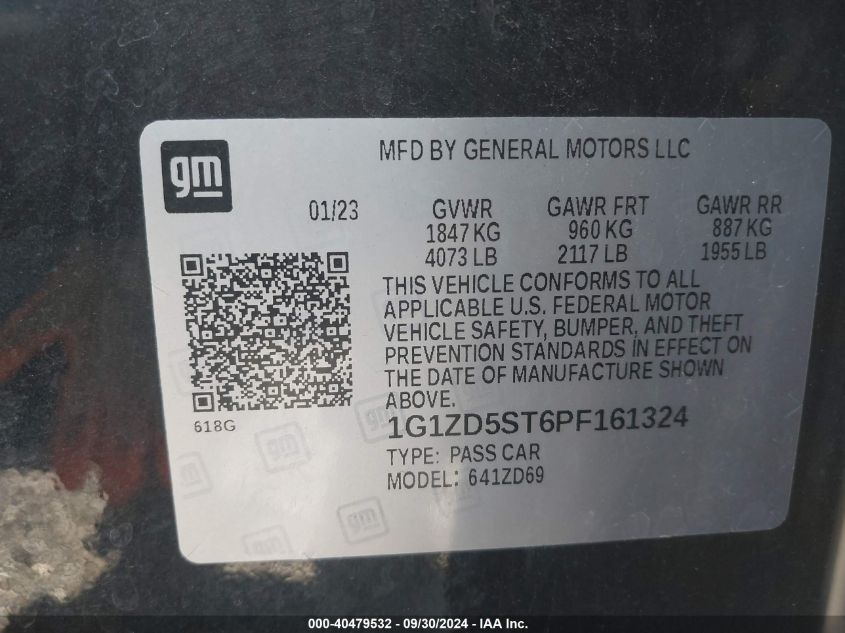 gm
MFD BY GENERAL MOTORS LLC
01/23 GVWR GAWR FRT GAWR RR
1847 KG 960 KG 887 KG
4073 LB 2117 LB 1955 LB
THIS VEHICLE CONFORMS TO ALL
APPLICABLE U.S. FEDERAL MOTOR
VEHICLE SAFETY, BUMPER, AND THEFT
PREVENTION STANDARDS IN EFFECT ON
THE DATE OF MANUFACTURE SHOWN
ABOVE.
618G
1G1ZD5ST6PF161324
TYPE: PASS CAR
MODEL: 641ZD69
000-40479532 - 09/30/2024 - IAA Inc.